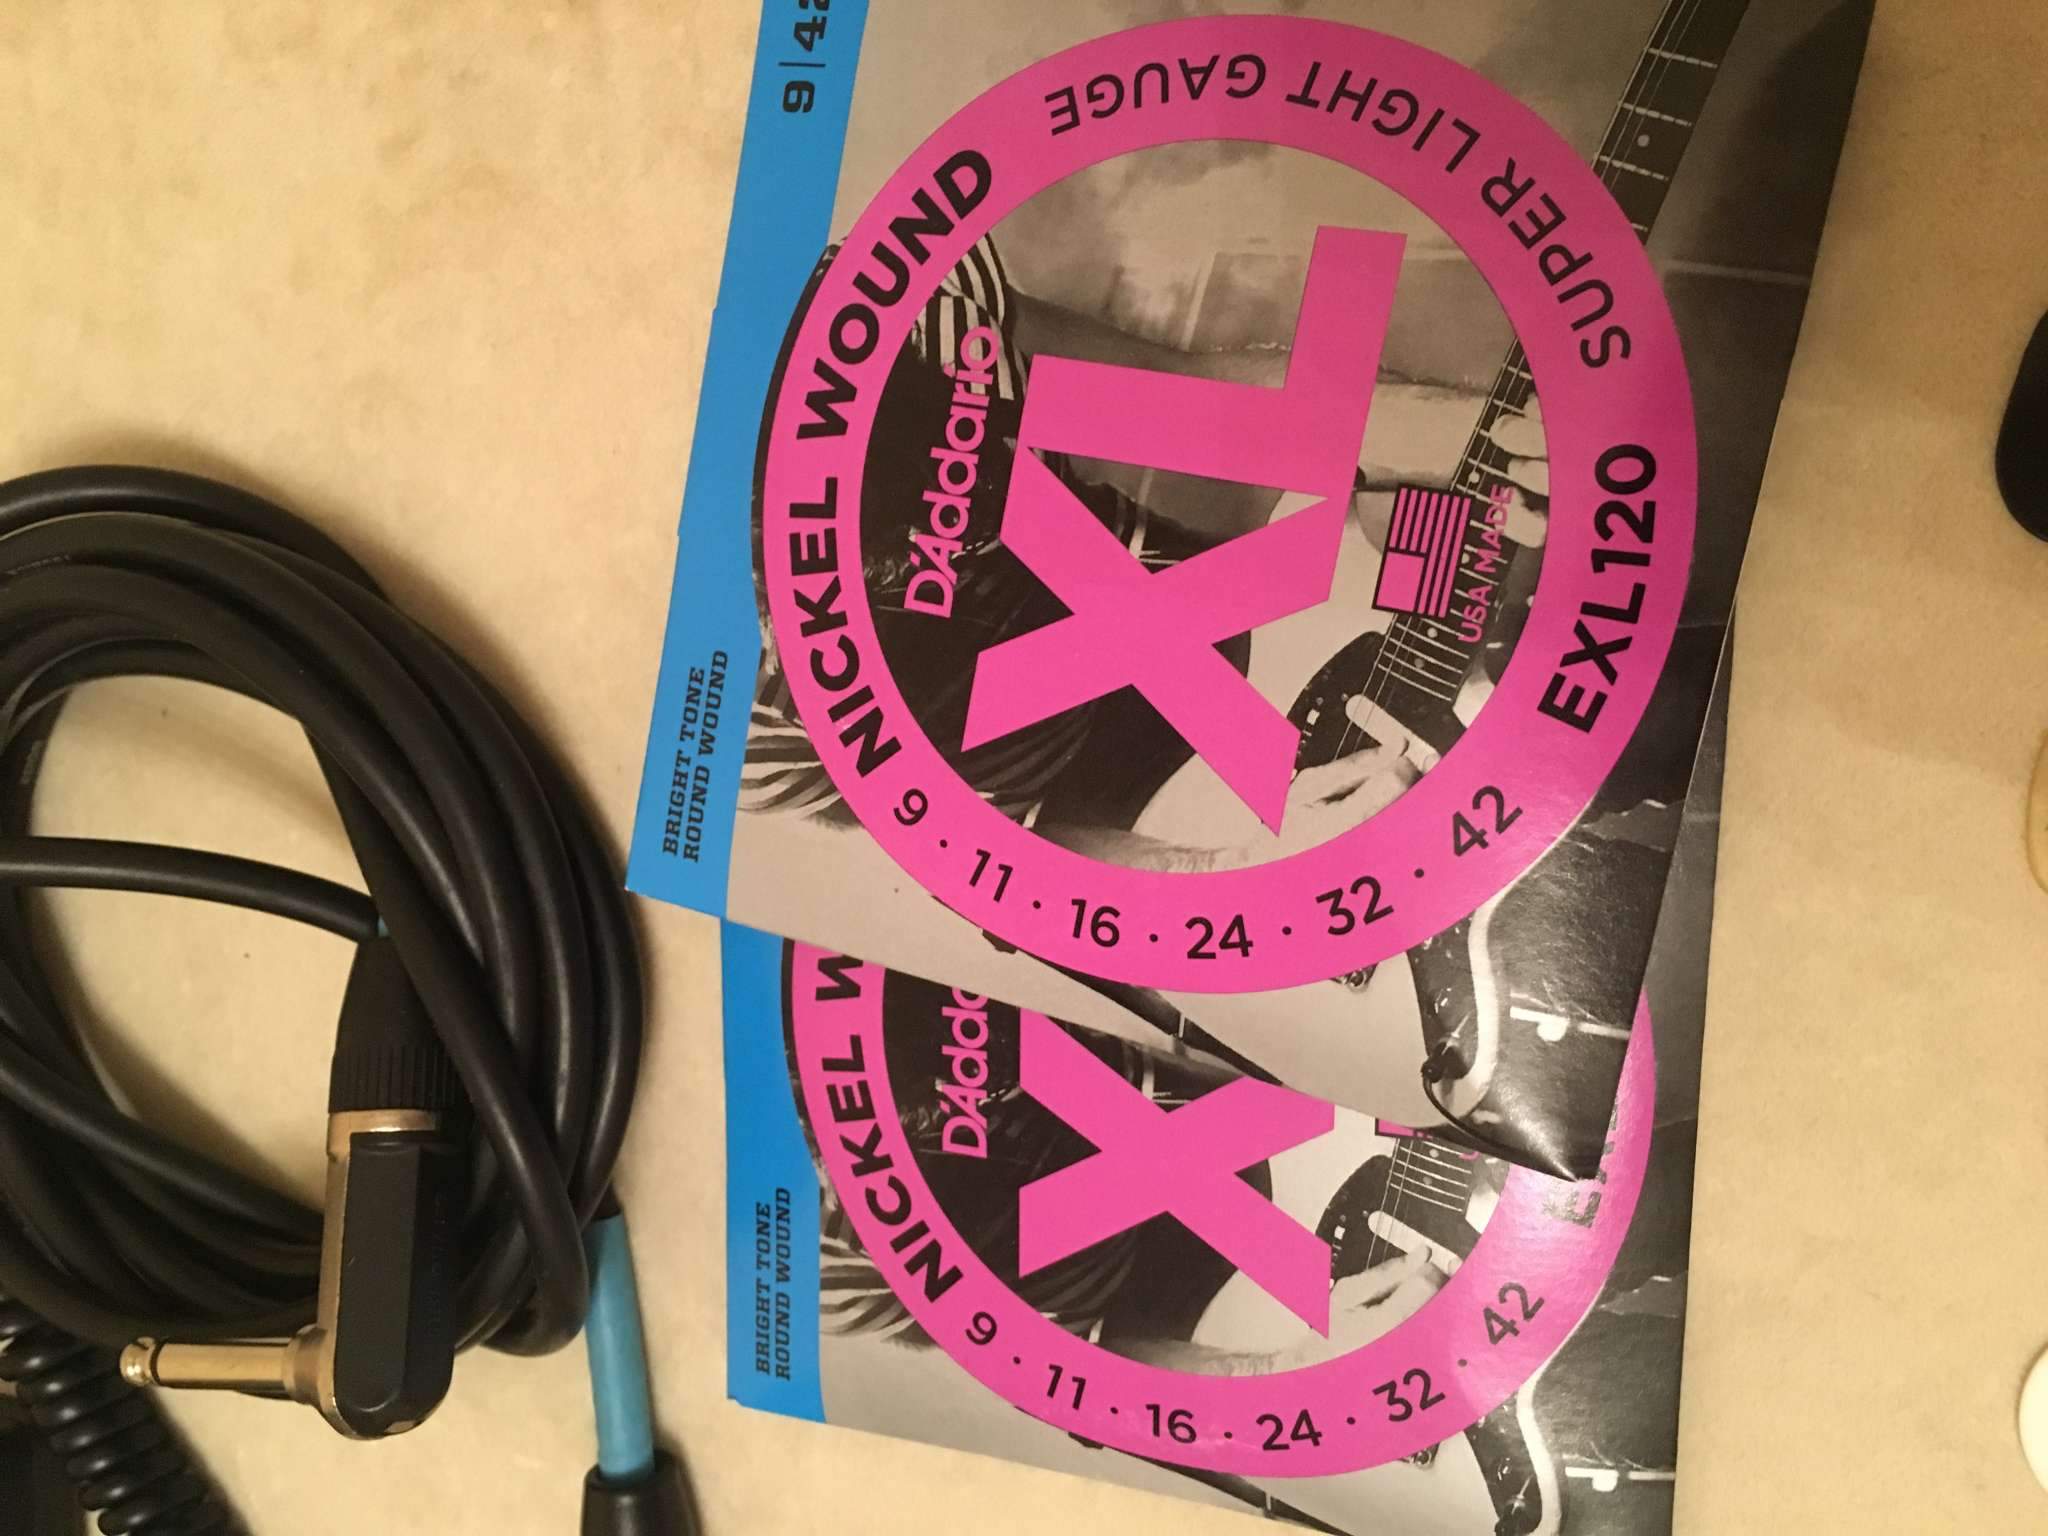 9 | 42
BRIGHT TONE
ROUND WOUND
NICKEL WOUND
D'Addario
XL
USA MADE
SUPER LIGHT GAUGE
EXL120
9 · 11 · 16 · 24 · 32 · 42
BRIGHT TONE
ROUND WOUND
NICKEL W
D'Adda
X
9 · 11 · 16 · 24 · 32 · 42